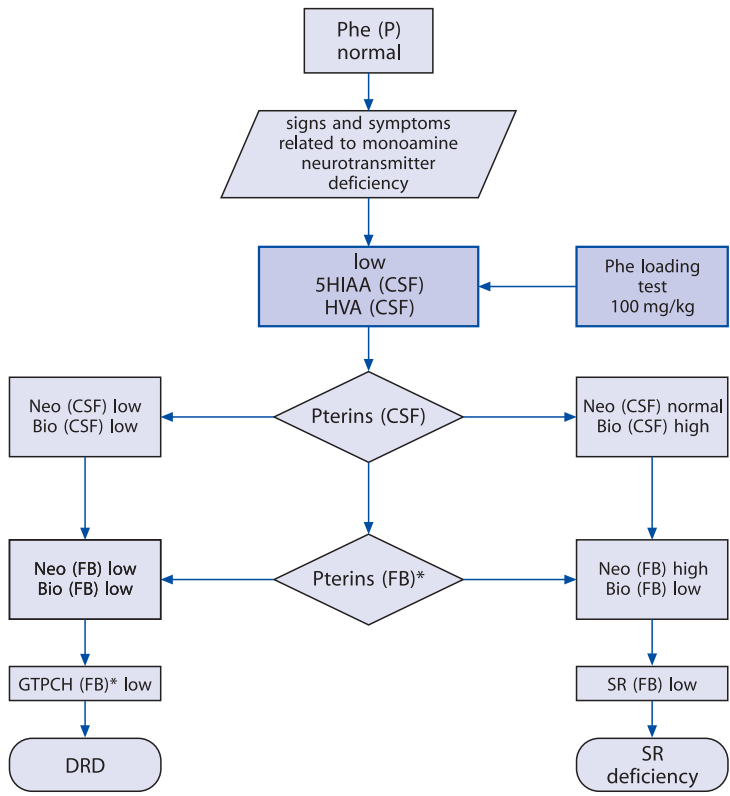 Phe (P)
normal
signs and symptoms
related to monoamine
neurotransmitter
deficiency
low
5HIAA (CSF)
HVA (CSF)
Phe loading
test
100 mg/kg
Neo (CSF) low
Bio (CSF) low
Pterins (CSF)
Neo (CSF) normal
Bio (CSF) high
Neo (FB) low
Bio (FB) low
Pterins (FB)*
Neo (FB) high
Bio (FB) low
GTPCH (FB)* low
SR (FB) low
DRD
SR
deficiency